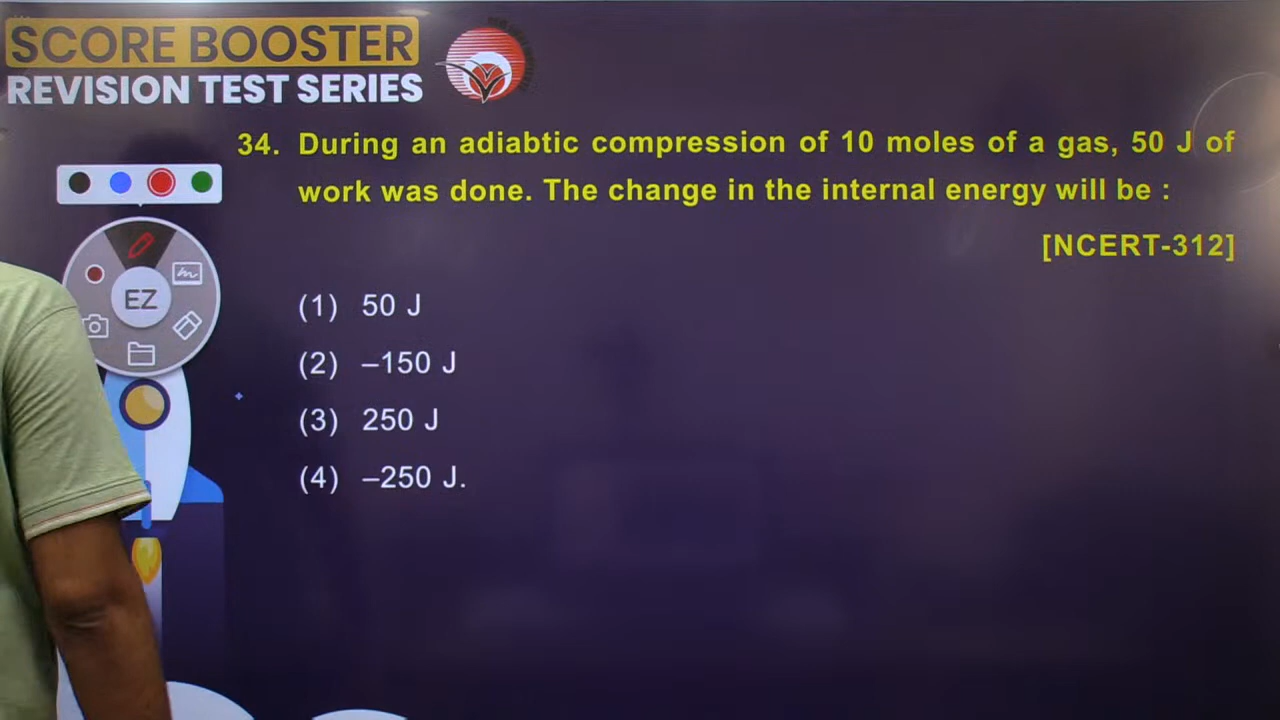 SCORE BOOSTER
REVISION TEST SERIES
34. During an adiabtic compression of 10 moles of a gas, 50 J of
work was done. The change in the internal energy will be :
[NCERT-312]
EZ
(1) 50 J
(2) –150 J
(3) 250 J
(4) –250 J.